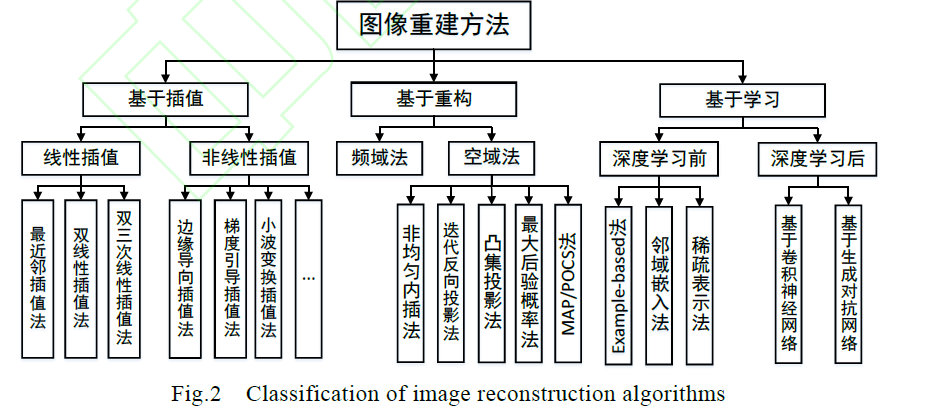 图像重建方法
基于插值
基于重构
基于学习
线性插值
非线性插值
频域法
空域法
深度学习前
深度学习后
最近邻插值法
双线性插值法
双三次线性插值法
边缘导向插值法
梯度引导插值法
小波变换插值法
...
非均匀内插法
迭代反向投影法
凸集投影法
最大后验概率法
MAP/POCS法
Example-based法
邻域嵌入法
稀疏表示法
基于卷积神经网络
基于生成对抗网络
Fig.2 Classification of image reconstruction algorithms